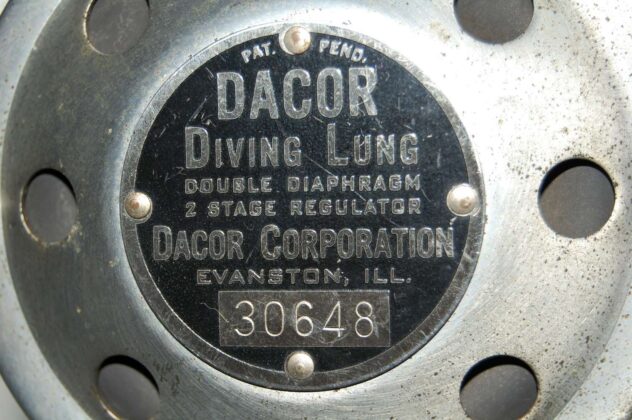 PAT. PEND.
DACOR
DIVING LUNG
DOUBLE DIAPHRAGM
2 STAGE REGULATOR
DACOR CORPORATION
EVANSTON, ILL.
30648